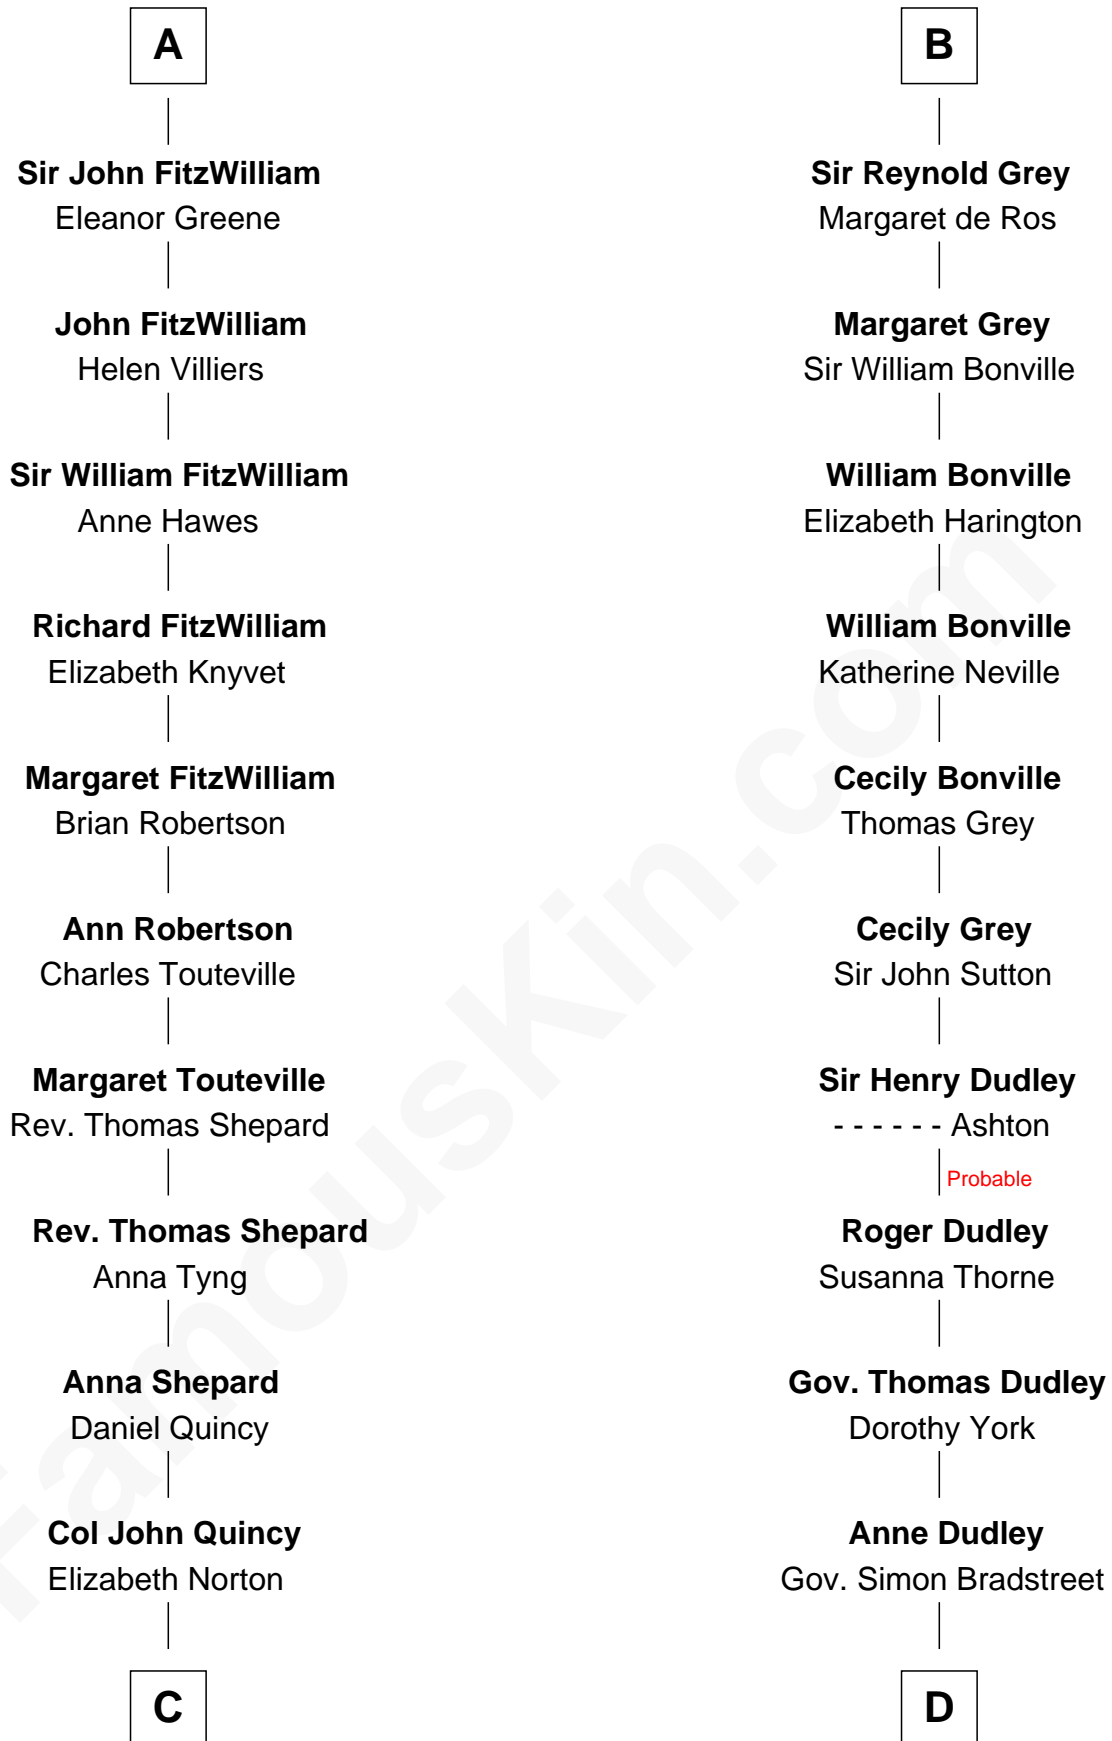 A
Sir John FitzWilliam
Eleanor Greene
John FitzWilliam
Helen Villiers
Sir William FitzWilliam
Anne Hawes
Richard FitzWilliam
Elizabeth Knyvet
Margaret FitzWilliam
Brian Robertson
Ann Robertson
Charles Touteville
Margaret Touteville
Rev. Thomas Shepard
Rev. Thomas Shepard
Anna Tyng
Anna Shepard
Daniel Quincy
Col John Quincy
Elizabeth Norton
C
B
Sir Reynold Grey
Margaret de Ros
Margaret Grey
Sir William Bonville
William Bonville
Elizabeth Harington
William Bonville
Katherine Neville
Cecily Bonville
Thomas Grey
Cecily Grey
Sir John Sutton
Sir Henry Dudley
- - - - - - Ashton
Probable
Roger Dudley
Susanna Thorne
Gov. Thomas Dudley
Dorothy York
Anne Dudley
Gov. Simon Bradstreet
D
FamousKin.com